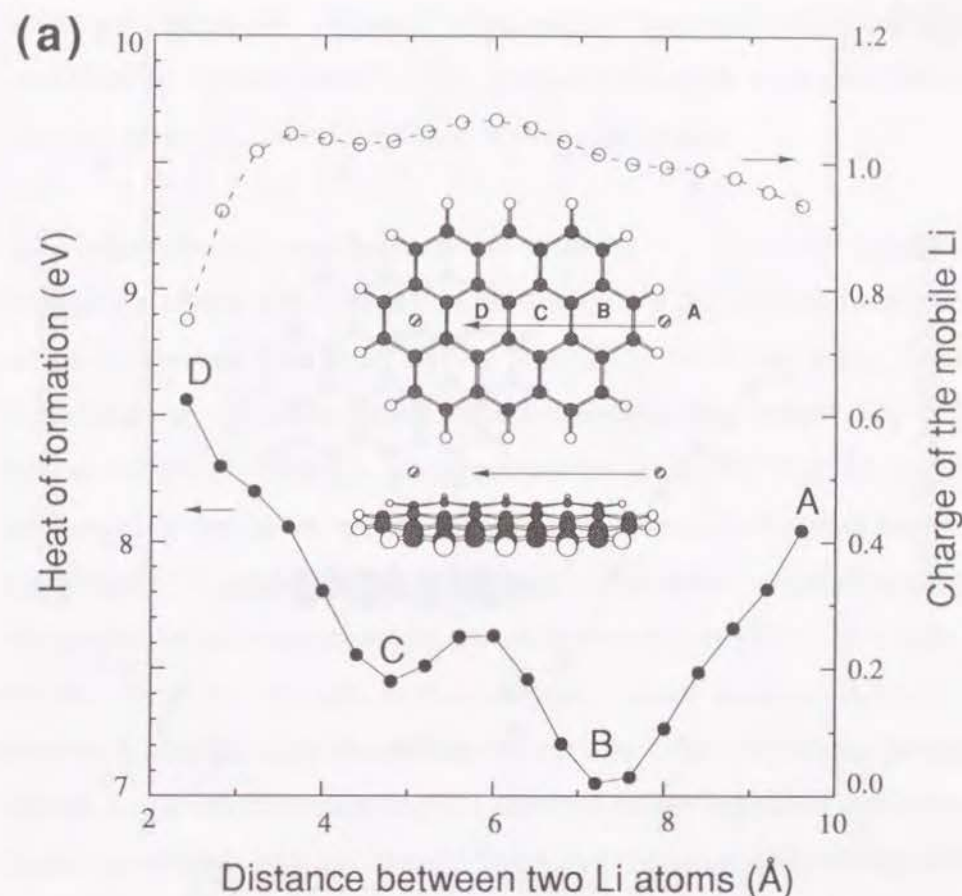 (a)
10
9
8
7
Heat of formation (eV)
1.2
1.0
0.8
0.6
0.4
0.2
0.0
Charge of the mobile Li
D C B A
D
A
C
B
2 4 6 8 10
Distance between two Li atoms (Å)